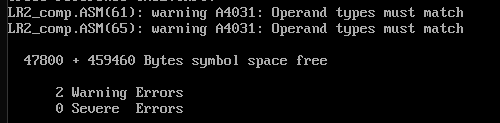 LR2_comp.ASM(61): warning A4031: Operand types must match
LR2_comp.ASM(65): warning A4031: Operand types must match
47800 + 459460 Bytes symbol space free
2 Warning Errors
0 Severe  Errors